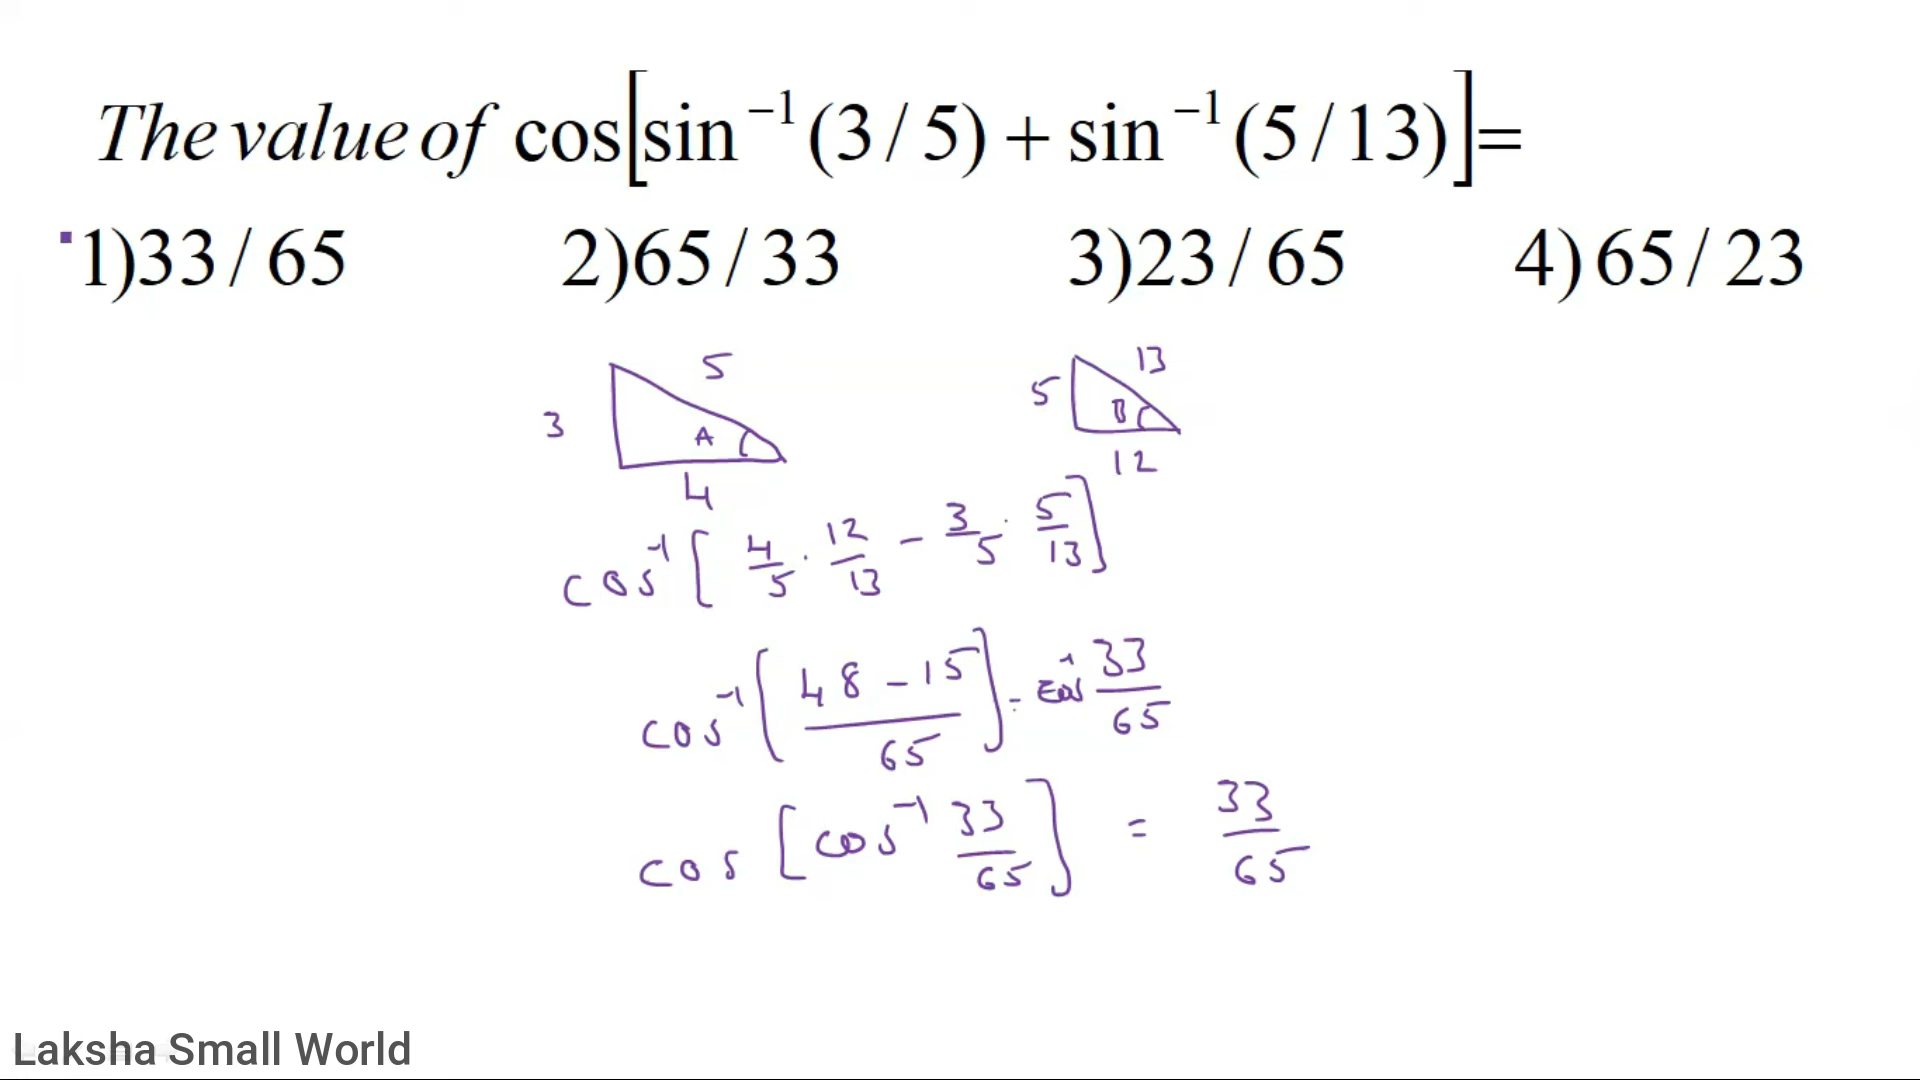 The value of cos[sin⁻¹(3/5)+sin⁻¹(5/13)]=
1)33/65 2)65/33 3)23/65 4)65/23
5 13
3 5
A B
4 12
cos⁻¹[4/5 · 12/13 - 3/5 · 5/13]
cos⁻¹[(48-15)/65] = cos⁻¹ 33/65
cos[cos⁻¹ 33/65] = 33/65
Laksha Small World